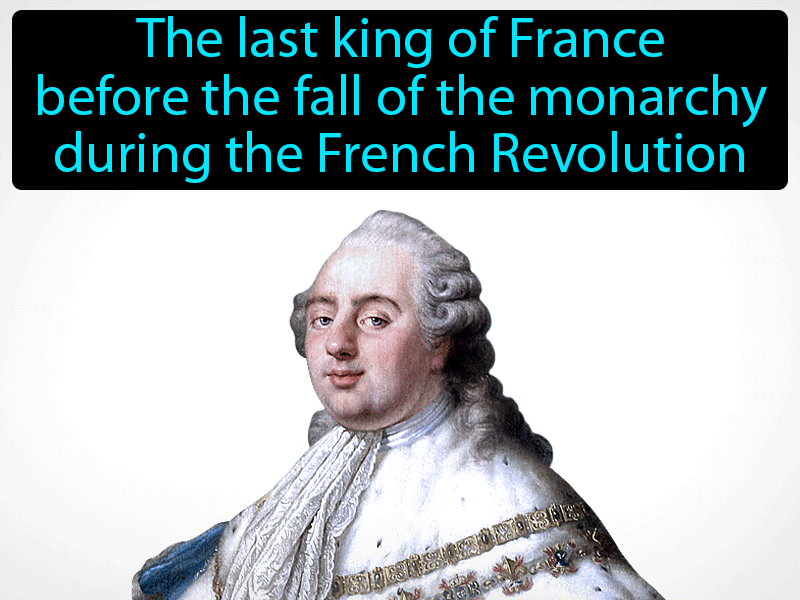 The last king of France
before the fall of the monarchy
during the French Revolution